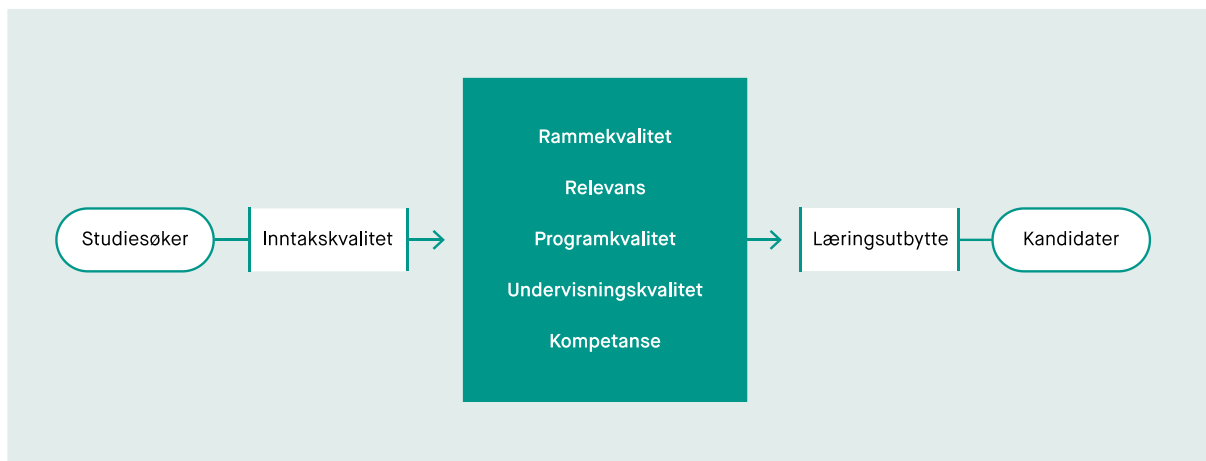 Studiesøker
Inntakskvalitet
Rammekvalitet
Relevans
Programkvalitet
Undervisningskvalitet
Kompetanse
Læringsutbytte
Kandidater